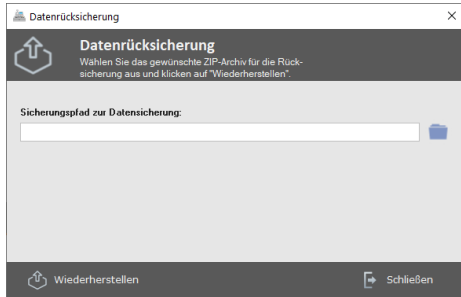 Datenrücksicherung
Datenrücksicherung
Wählen Sie das gewünschte ZIP-Archiv für die Rück-
sicherung aus und klicken auf "Wiederherstellen".
Sicherungspfad zur Datensicherung:
Wiederherstellen
Schließen